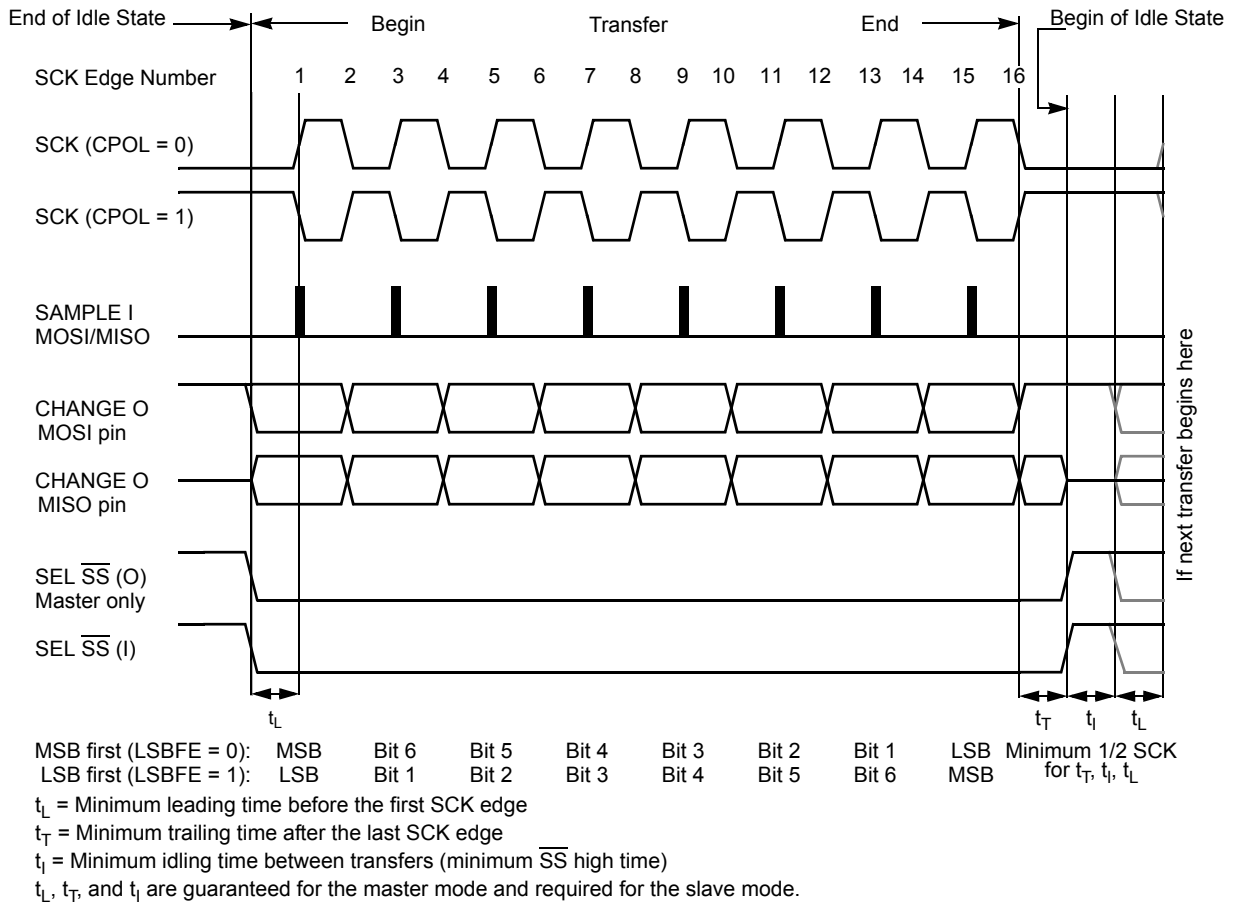 End of Idle State
Begin
Transfer
End
Begin of Idle State
SCK Edge Number
1 2 3 4 5 6 7 8 9 10 11 12 13 14 15 16
SCK (CPOL = 0)
SCK (CPOL = 1)
SAMPLE I
MOSI/MISO
CHANGE O
MOSI pin
CHANGE O
MISO pin
SEL S̅S̅ (O)
Master only
SEL S̅S̅ (I)
If next transfer begins here
tL
tT tI tL
MSB first (LSBFE = 0): MSB Bit 6 Bit 5 Bit 4 Bit 3 Bit 2 Bit 1 LSB Minimum 1/2 SCK
LSB first (LSBFE = 1): LSB Bit 1 Bit 2 Bit 3 Bit 4 Bit 5 Bit 6 MSB for tT, tI, tL
tL = Minimum leading time before the first SCK edge
tT = Minimum trailing time after the last SCK edge
tI = Minimum idling time between transfers (minimum S̅S̅ high time)
tL, tT, and tI are guaranteed for the master mode and required for the slave mode.